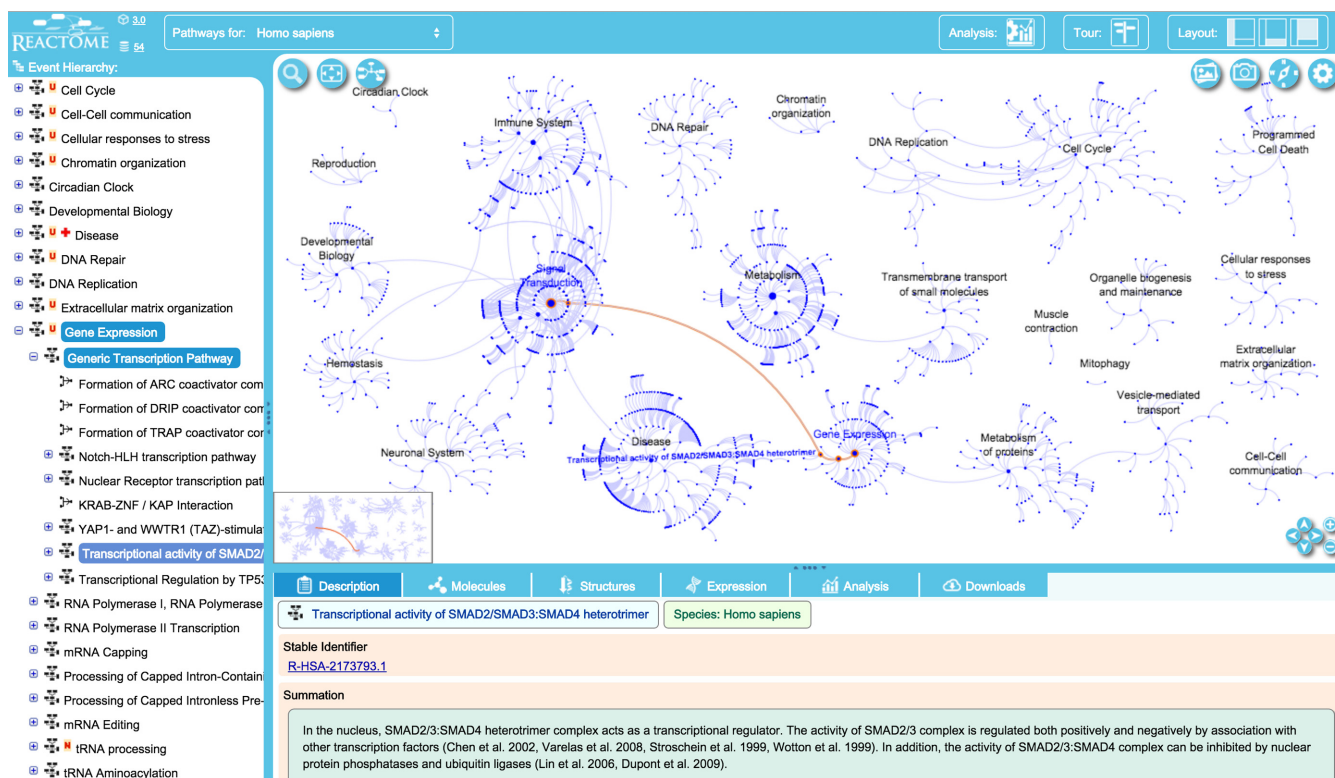 REACTOME
3.0
54
Pathways for: Homo sapiens
Analysis:
Tour:
Layout:
Event Hierarchy:
U Cell Cycle
Cell-Cell communication
U Cellular responses to stress
U Chromatin organization
Circadian Clock
Developmental Biology
U Disease
U DNA Repair
DNA Replication
U Extracellular matrix organization
U Gene Expression
Generic Transcription Pathway
Formation of ARC coactivator com
Formation of DRIP coactivator com
Formation of TRAP coactivator cor
Notch-HLH transcription pathway
Nuclear Receptor transcription patl
KRAB-ZNF / KAP Interaction
YAP1- and WWTR1 (TAZ)-stimula
Transcriptional activity of SMAD2/
Transcriptional Regulation by TP53
RNA Polymerase I, RNA Polymerase
RNA Polymerase II Transcription
mRNA Capping
Processing of Capped Intron-Containi
Processing of Capped Intronless Pre-
mRNA Editing
N tRNA processing
tRNA Aminoacylation
Circadian Clock
Immune System
DNA Repair
Chromatin
organization
DNA Replication
Cell Cycle
Programmed
Cell Death
Reproduction
Developmental
Biology
Signal
Transduction
Metabolism
Transmembrane transport
of small molecules
Organelle biogenesis
and maintenance
Cellular responses
to stress
Muscle
contraction
Hemostasis
Mitophagy
Extracellular
matrix organization
Vesicle-mediated
transport
Neuronal System
Disease
Transcriptional activity of SMAD2/SMAD3:SMAD4 heterotrimer
Gene Expression
Metabolism
of proteins
Cell-Cell
communication
Description
Molecules
Structures
Expression
Analysis
Downloads
Transcriptional activity of SMAD2/SMAD3:SMAD4 heterotrimer
Species: Homo sapiens
Stable Identifier
R-HSA-2173793.1
Summation
In the nucleus, SMAD2/3:SMAD4 heterotrimer complex acts as a transcriptional regulator. The activity of SMAD2/3 complex is regulated both positively and negatively by association with
other transcription factors (Chen et al. 2002, Varelas et al. 2008, Stroschein et al. 1999, Wotton et al. 1999). In addition, the activity of SMAD2/3:SMAD4 complex can be inhibited by nuclear
protein phosphatases and ubiquitin ligases (Lin et al. 2006, Dupont et al. 2009).